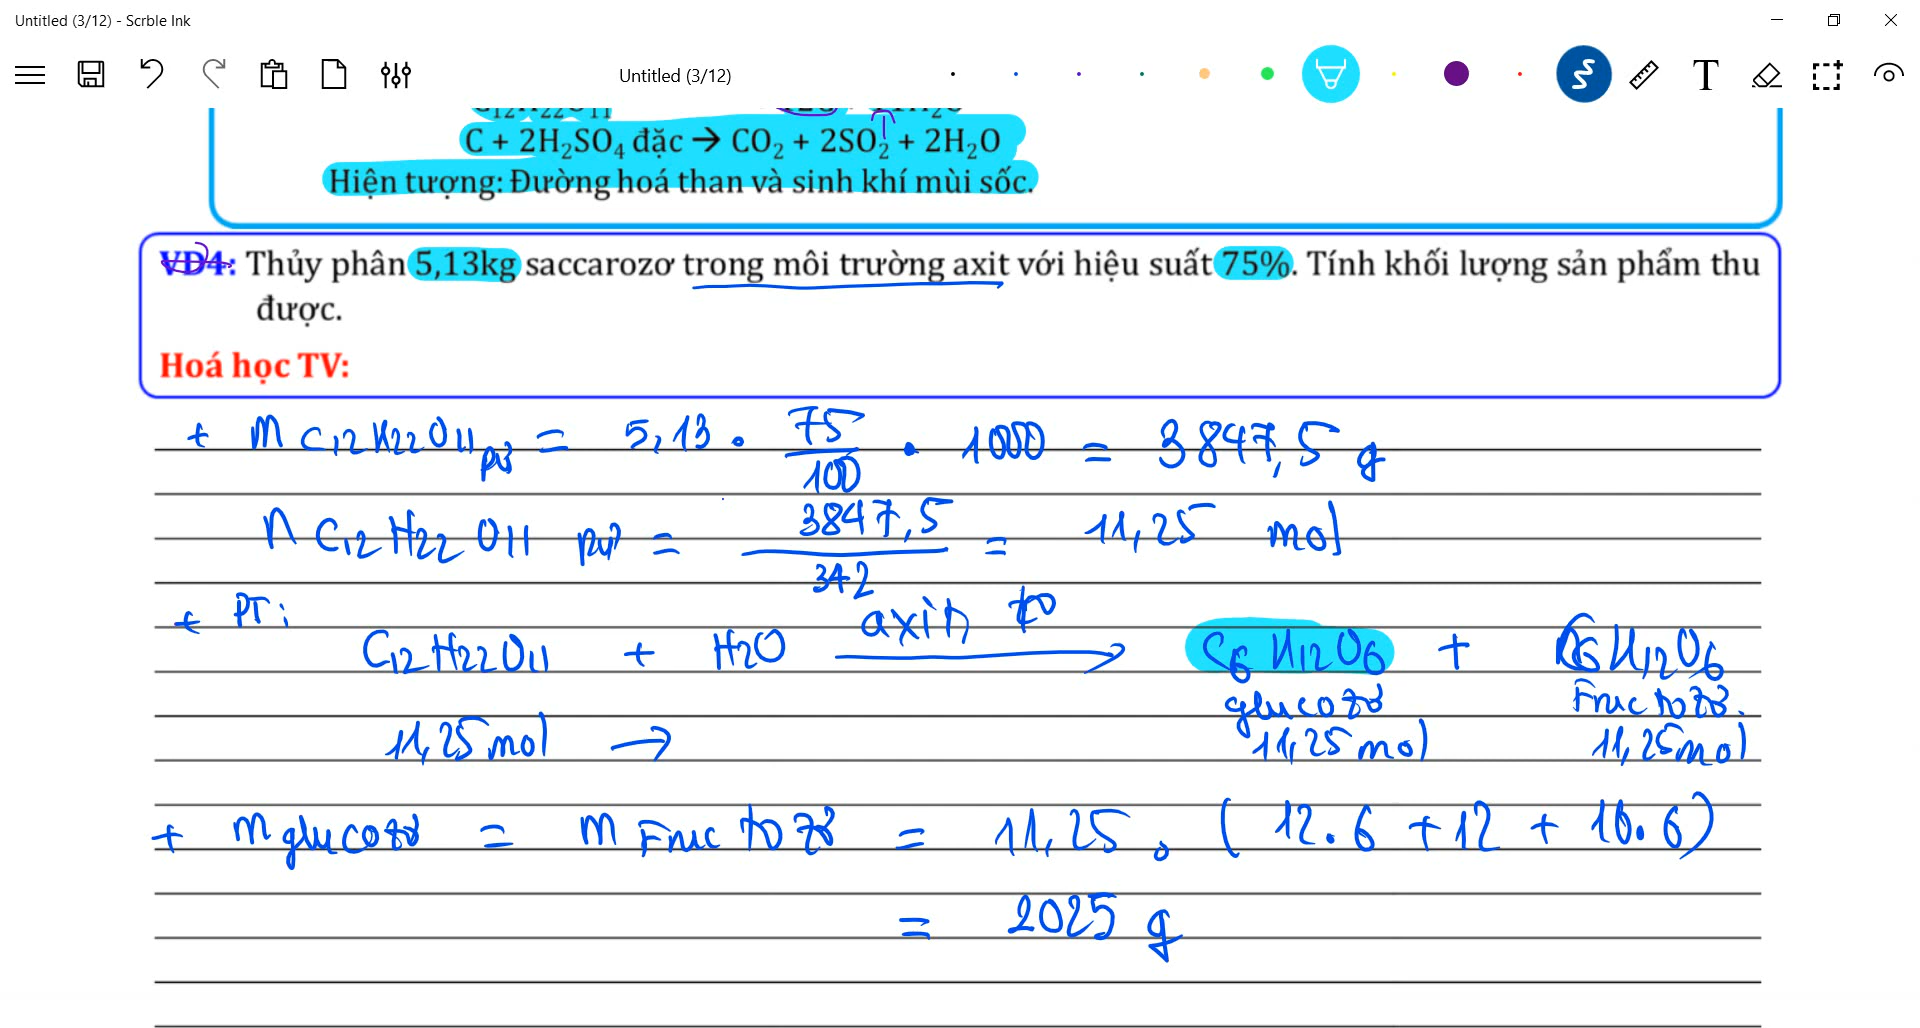 Untitled (3/12) - Scrble Ink
Untitled (3/12)
T
C + 2H₂SO₄ đặc → CO₂ + 2SO₂ + 2H₂O
Hiện tượng: Đường hoá than và sinh khí mùi sốc.
VD4: Thủy phân 5,13kg saccarozơ trong môi trường axit với hiệu suất 75%. Tính khối lượng sản phẩm thu
được.
Hoá học TV:
+ m C12H22O11 pư = 5,13 . 75/100 . 1000 = 3847,5 g
n C12H22O11 pư = 3847,5/342 = 11,25 mol
+ PT:
C12H22O11 + H2O axit, to → C6H12O6 + C6H12O6
glucozơ Fructozơ.
11,25 mol → 11,25 mol 11,25 mol
+ m glucozơ = m Fructozơ = 11,25 . (12.6 + 12 + 16.6)
= 2025 g